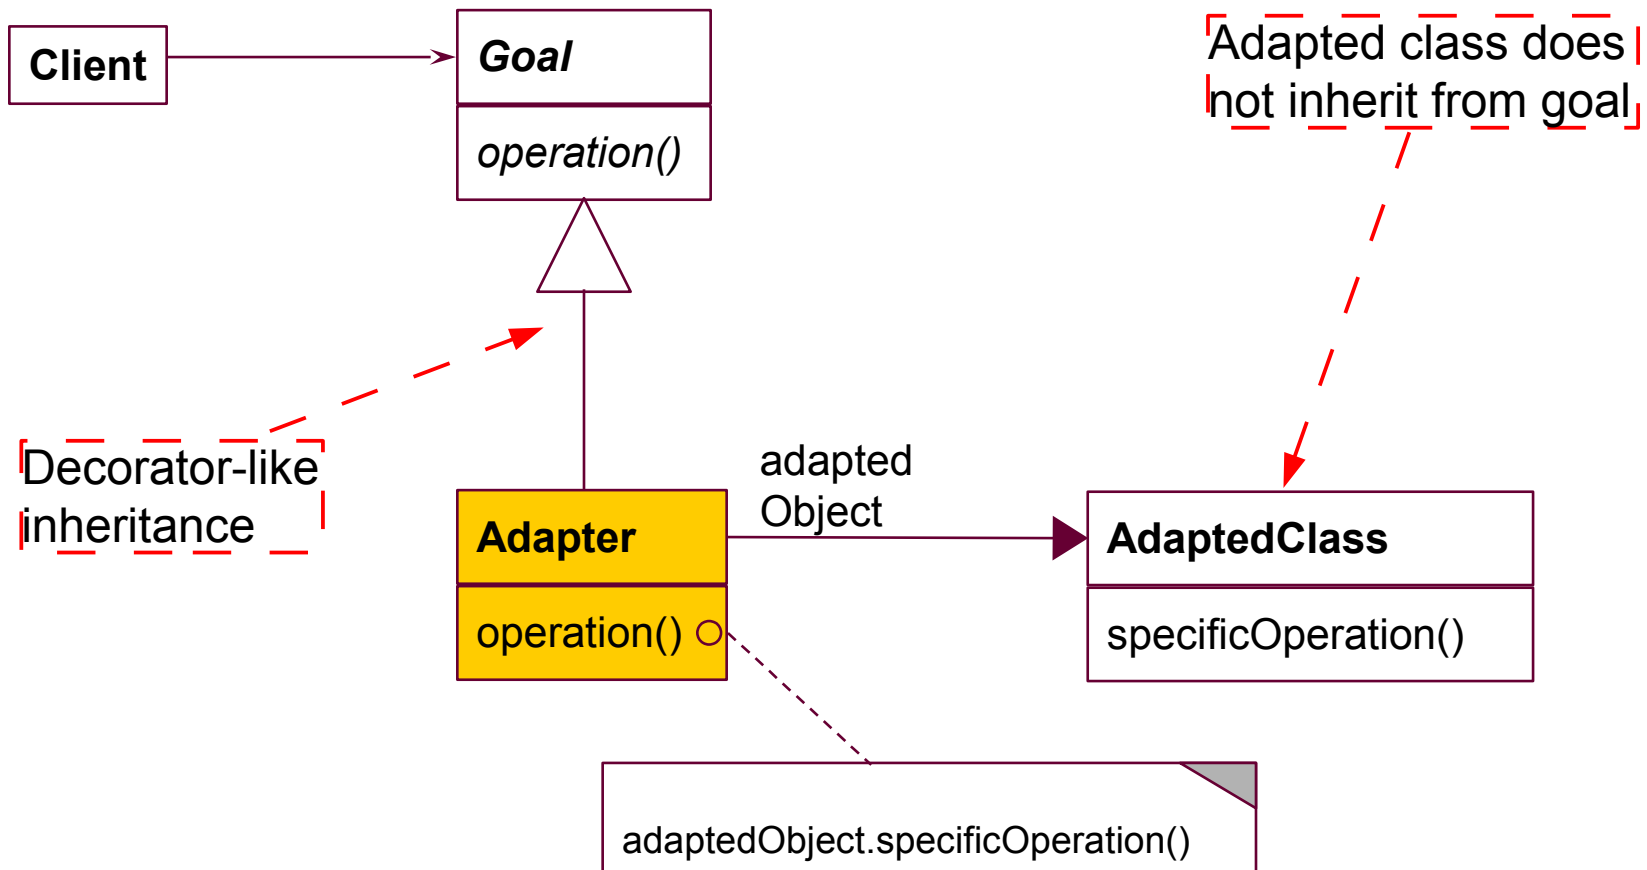 Client
Goal
operation()
Adapted class does
not inherit from goal
Decorator-like
inheritance
adapted
Object
Adapter
operation()
AdaptedClass
specificOperation()
adaptedObject.specificOperation()